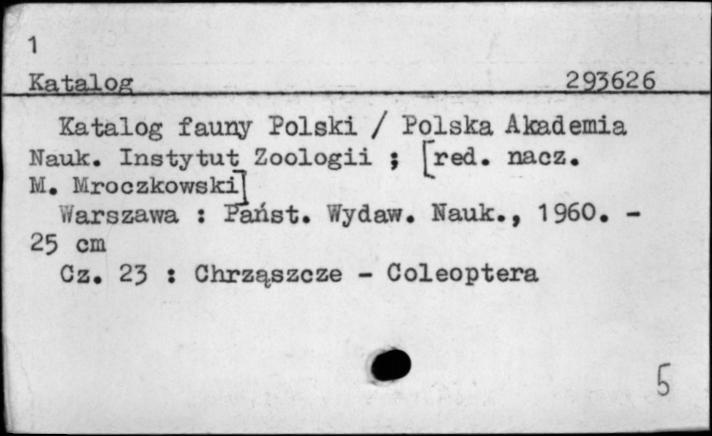 1
Katalog 293626
Katalog fauny Polski / Polska Akademia
Nauk. Instytut Zoologii ; [red. nacz.
M. Mroczkowski]
Warszawa : Państ. Wydaw. Nauk., 1960. -
25 cm
Cz. 23 : Chrząszcze - Coleoptera
5